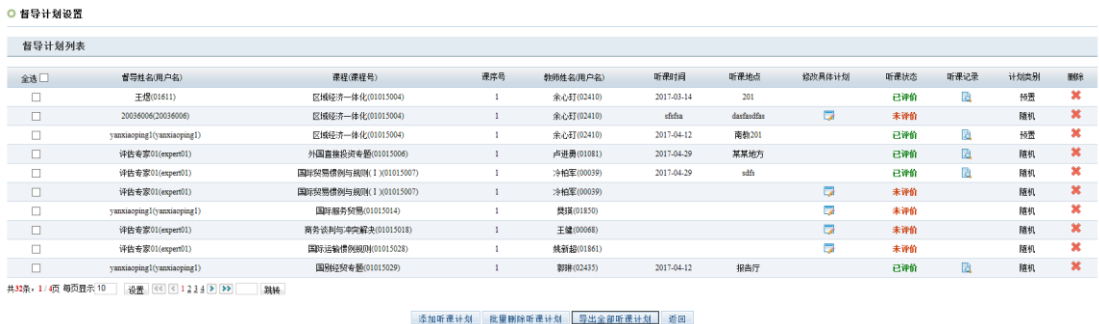 督导计划设置
督导计划列表
全选 督导姓名(用户名) 课程(课程号) 课序号 教师姓名(用户名) 听课时间 听课地点 修改具体计划 听课状态 听课记录 计划类别 删除
王煜(01611) 区域经济一体化(01015004) 1 余心玎(02410) 2017-03-14 201 已评价 预置
20036006(20036006) 区域经济一体化(01015004) 1 余心玎(02410) sfsfsa dasfasdfas 未评价 随机
yanxiaoping1(yanxiaoping1) 区域经济一体化(01015004) 1 余心玎(02410) 2017-04-12 南教201 已评价 预置
评估专家01(expert01) 外国直接投资专题(01015006) 1 卢进勇(01081) 2017-04-29 某某地方 已评价 随机
评估专家01(expert01) 国际贸易惯例与规则(Ⅰ)(01015007) 1 冷柏军(00039) 2017-04-29 sdfs 已评价 随机
评估专家01(expert01) 国际贸易惯例与规则(Ⅰ)(01015007) 1 冷柏军(00039) 未评价 随机
yanxiaoping1(yanxiaoping1) 国际服务贸易(01015014) 1 樊瑛(01850) 未评价 随机
评估专家01(expert01) 商务谈判与冲突解决(01015018) 1 王健(00068) 未评价 随机
评估专家01(expert01) 国际运输惯例规则(01015028) 1 姚新超(01861) 未评价 随机
yanxiaoping1(yanxiaoping1) 国别经贸专题(01015029) 1 郭琳(02435) 2017-04-12 报告厅 已评价 随机
共32条，1/4页 每页显示 10 设置 1 2 3 4 跳转
添加听课计划 批量删除听课计划 导出全部听课计划 返回